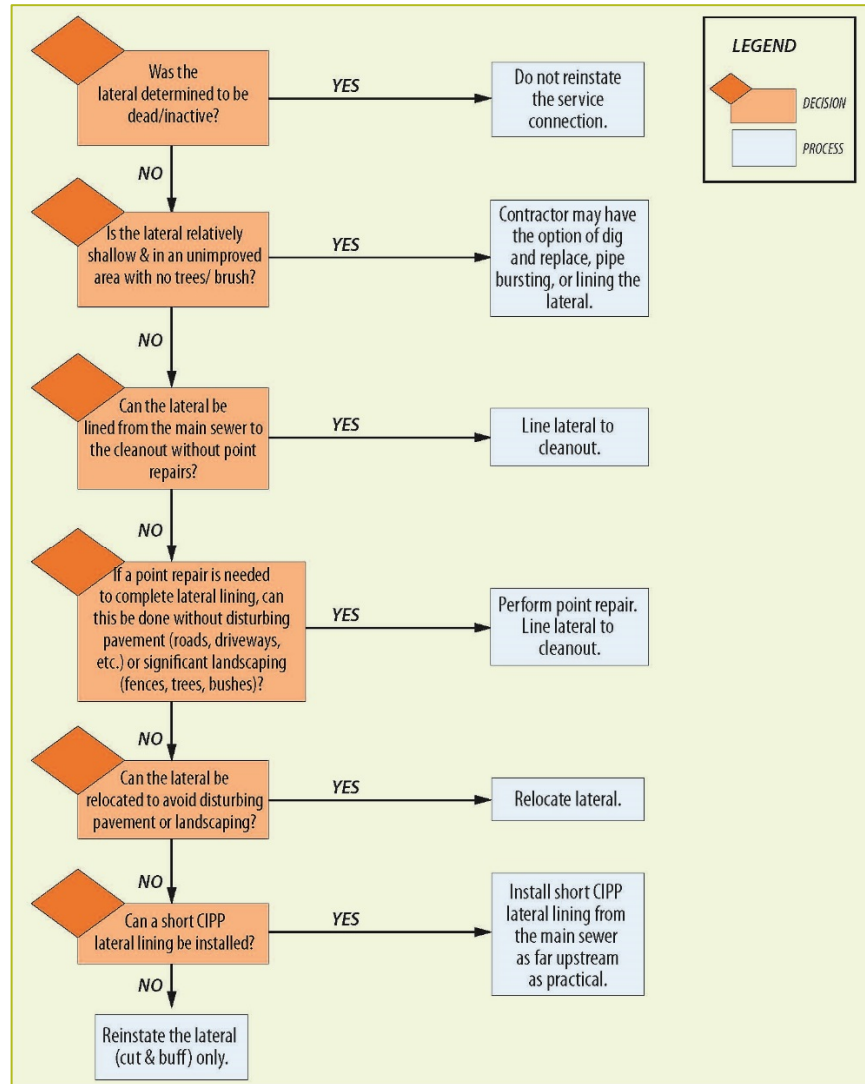 LEGEND
DECISION
PROCESS
Was the
lateral determined to be
dead/inactive?
YES
Do not reinstate
the service
connection.
NO
Is the lateral relatively
shallow & in an unimproved
area with no trees/ brush?
YES
Contractor may have
the option of dig
and replace, pipe
bursting, or lining the
lateral.
NO
Can the lateral be
lined from the main sewer to
the cleanout without point
repairs?
YES
Line lateral to
cleanout.
NO
If a point repair is needed
to complete lateral lining, can
this be done without disturbing
pavement (roads, driveways,
etc.) or significant landscaping
(fences, trees, bushes)?
YES
Perform point repair.
Line lateral to
cleanout.
NO
Can the lateral be
relocated to avoid disturbing
pavement or landscaping?
YES
Relocate lateral.
NO
Can a short CIPP
lateral lining be installed?
YES
Install short CIPP
lateral lining from
the main sewer
as far upstream
as practical.
NO
Reinstate the lateral
(cut & buff) only.